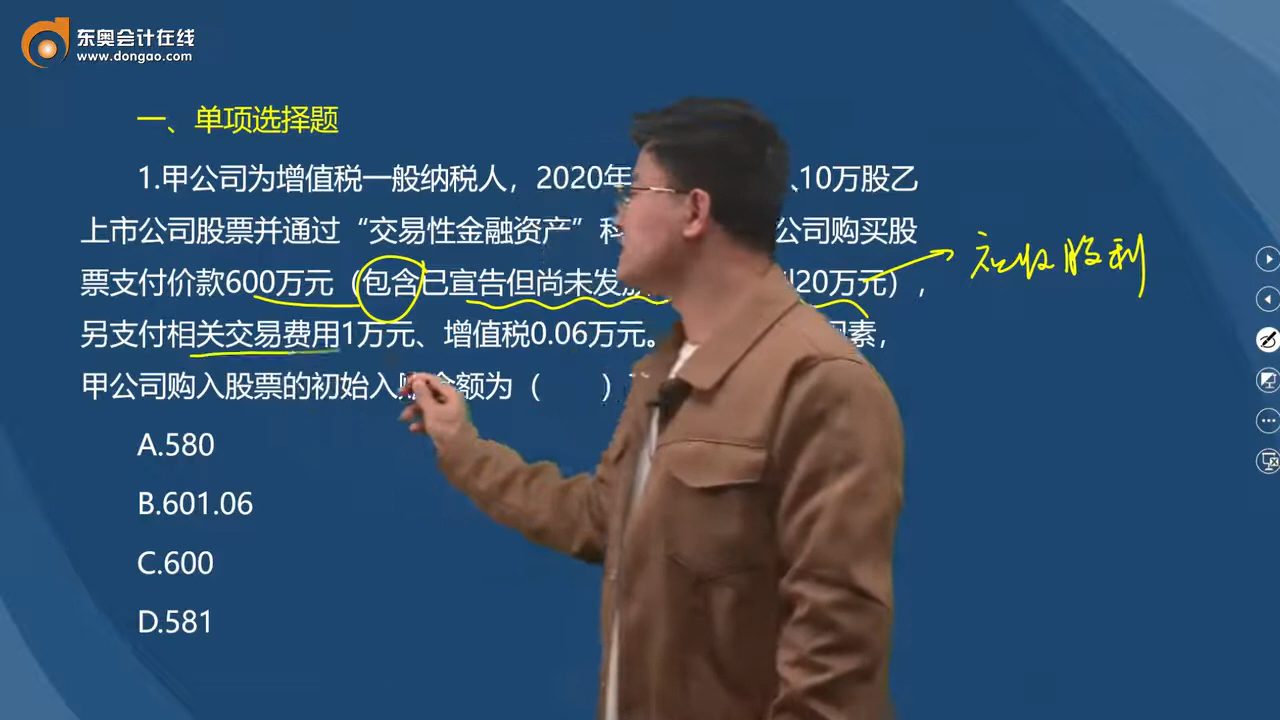 东奥会计在线
www.dongao.com
一、单项选择题
1.甲公司为增值税一般纳税人，2020年 、10万股乙
上市公司股票并通过“交易性金融资产”科 公司购买股
票支付价款600万元（包含已宣告但尚未发放 20万元），
应收股利
另支付相关交易费用1万元、增值税0.06万元。 因素，
甲公司购入股票的初始入账金额为（ ）
A.580
B.601.06
C.600
D.581